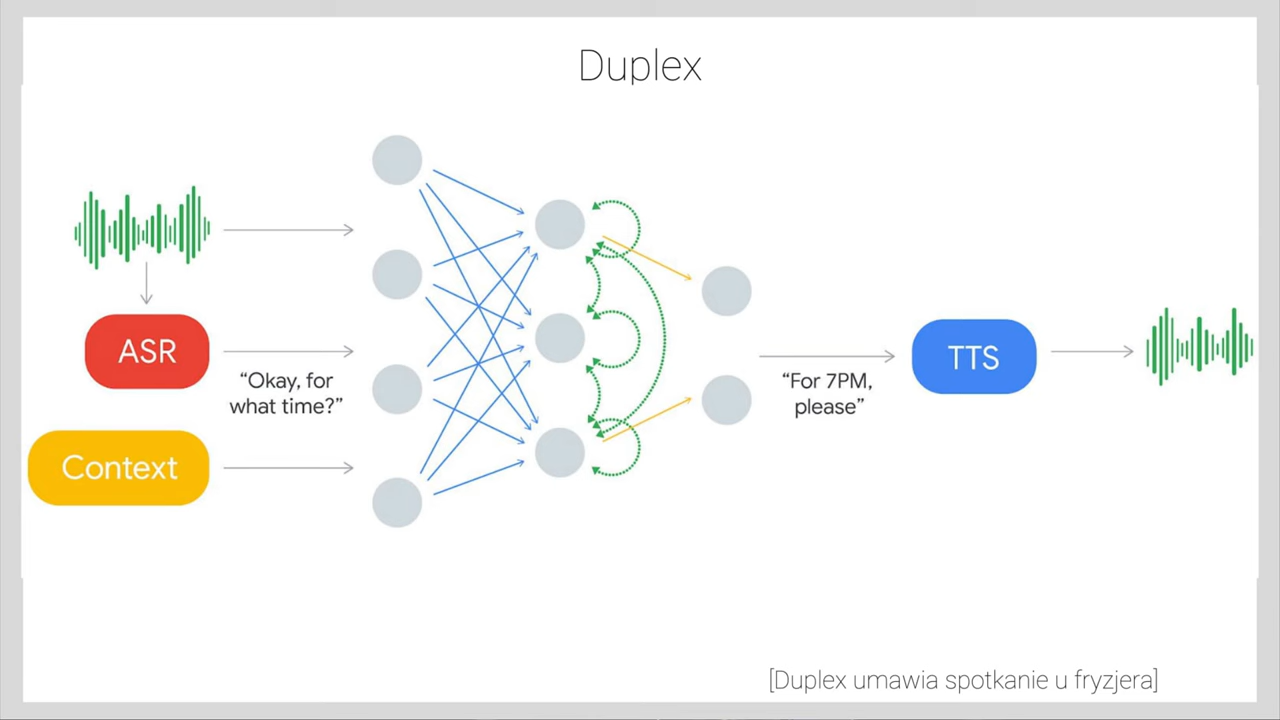 Duplex
ASR
“Okay, for
what time?”
Context
“For 7PM,
please”
TTS
[Duplex umawia spotkanie u fryzjera]